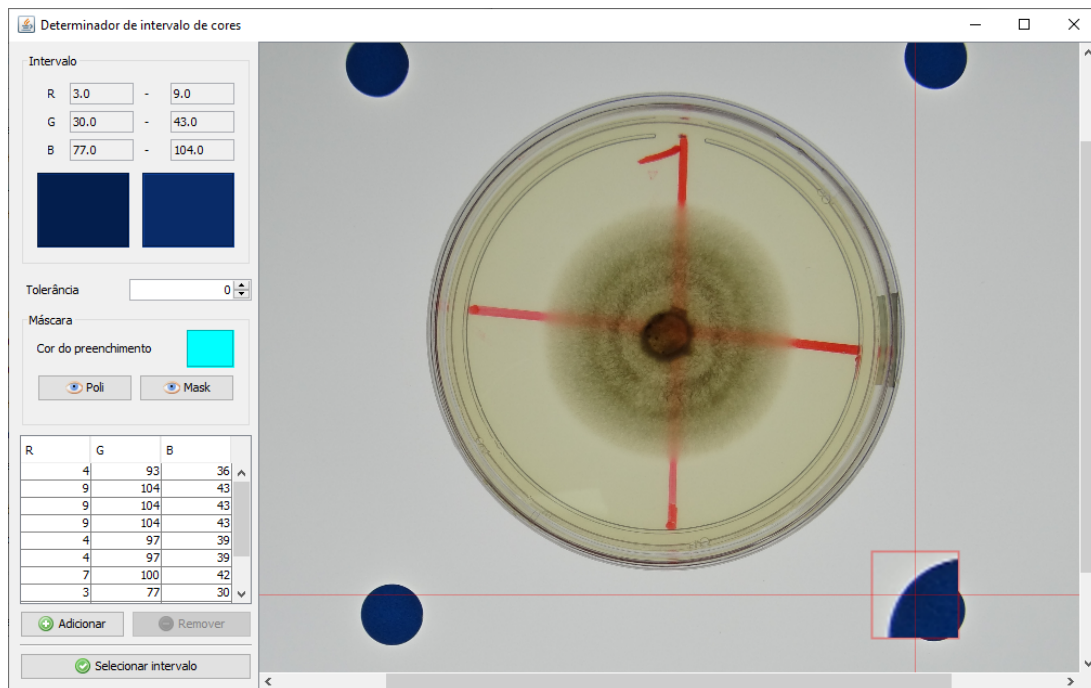 Determinador de intervalo de cores
Intervalo
R 3.0 - 9.0
G 30.0 - 43.0
B 77.0 - 104.0
Tolerância 0
Máscara
Cor do preenchimento
Poli Mask
R G B
4 93 36
9 104 43
9 104 43
9 104 43
4 97 39
4 97 39
7 100 42
3 77 30
Adicionar Remover
Selecionar intervalo
1